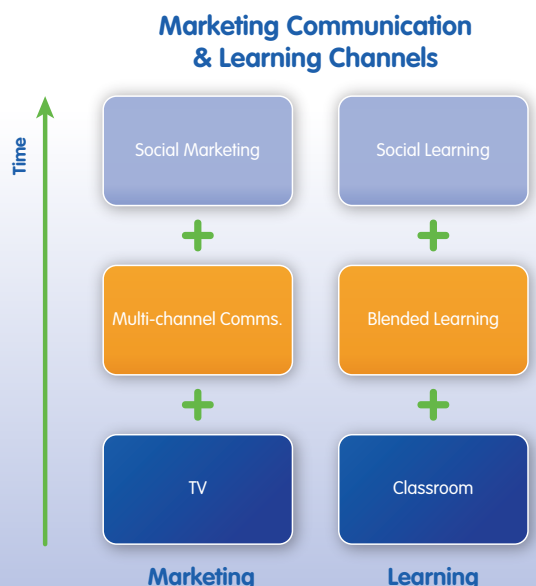 Marketing Communication
& Learning Channels
Time
Social Marketing
Social Learning
+
+
Multi-channel Comms.
Blended Learning
+
+
TV
Classroom
Marketing
Learning